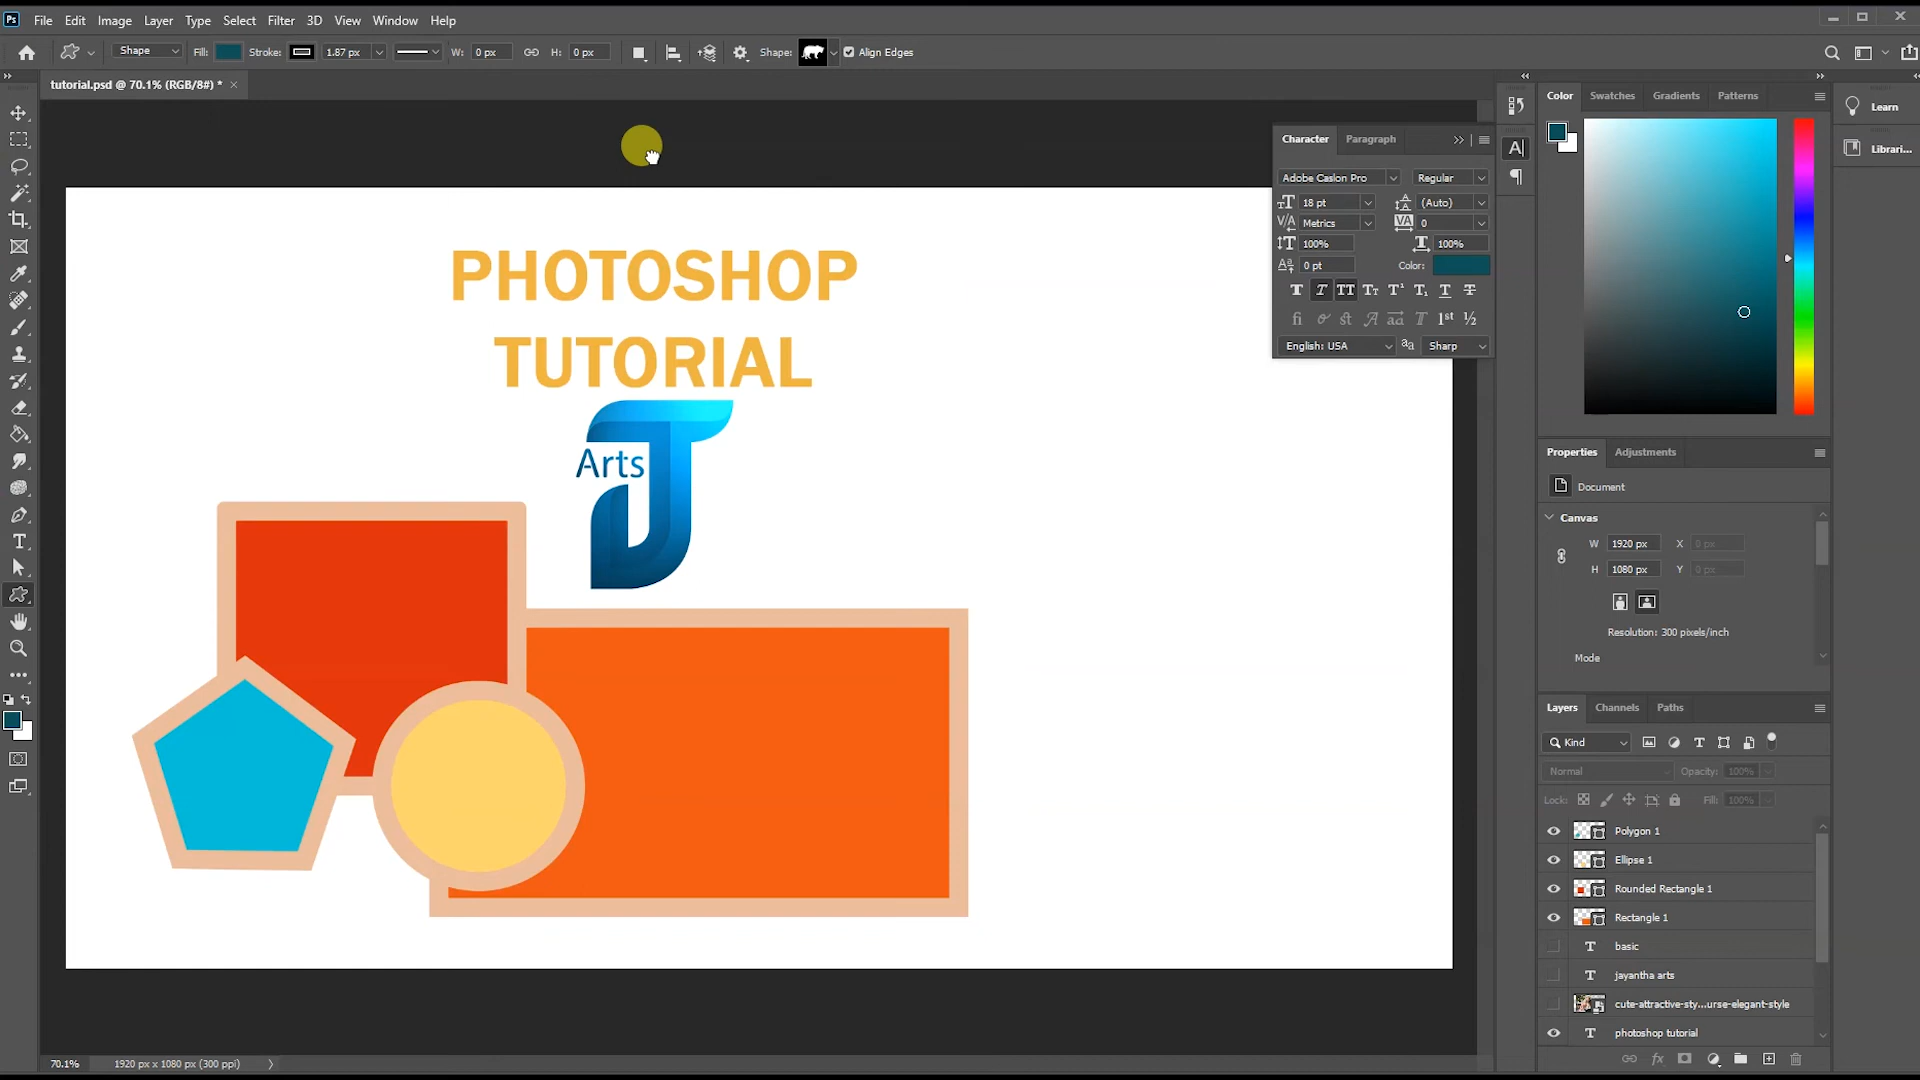 File Edit Image Layer Type Select Filter 3D View Window Help
Shape Fill: Stroke: 1.87 px W: 0 px H: 0 px Shape: Align Edges
tutorial.psd @ 70.1% (RGB/8#) *
Color Swatches Gradients Patterns
Learn
Librari...
Character Paragraph
Adobe Caslon Pro Regular
18 pt (Auto)
Metrics 0
100% 100%
0 pt Color:
English: USA aa Sharp
PHOTOSHOP
TUTORIAL
Arts
Properties Adjustments
Document
Canvas
W 1920 px X 0 px
H 1080 px Y 0 px
Resolution: 300 pixels/inch
Mode
Layers Channels Paths
Kind
Normal Opacity: 100%
Lock: Fill: 100%
Polygon 1
Ellipse 1
Rounded Rectangle 1
Rectangle 1
basic
jayantha arts
cute-attractive-sty...urse-elegant-style
photoshop tutorial
70.1% 1920 px x 1080 px (300 ppi)